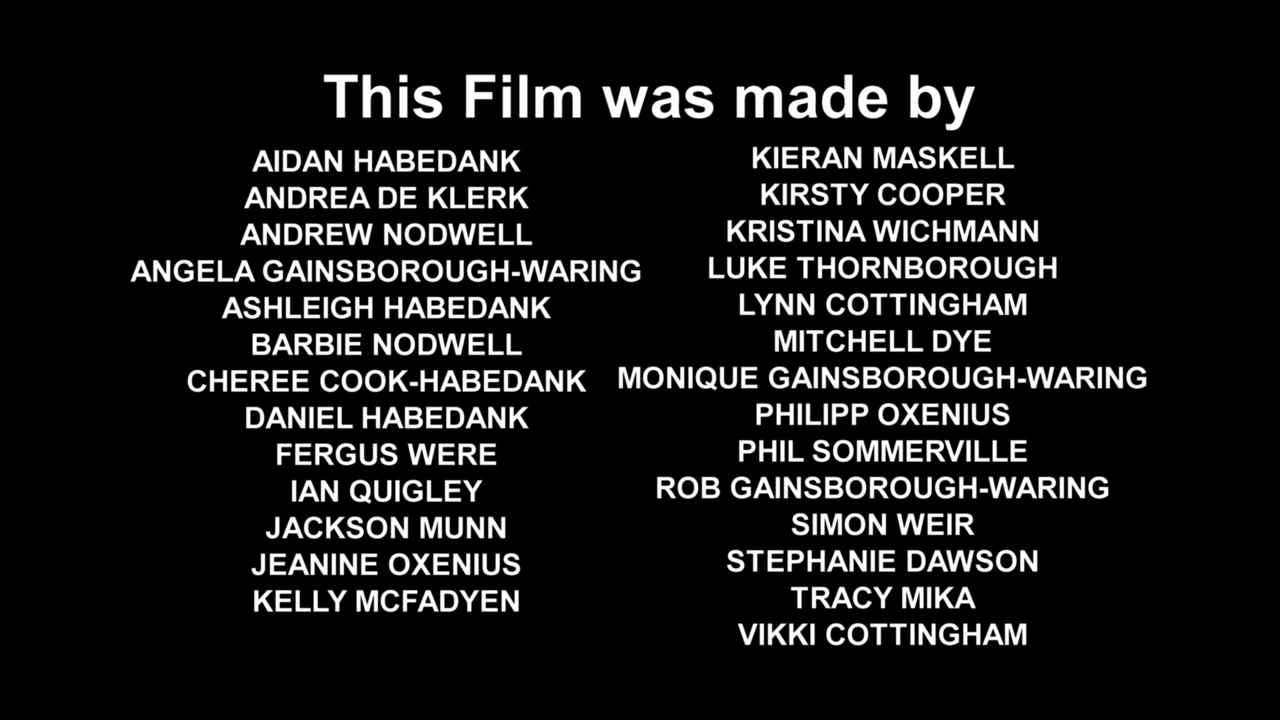 This Film was made by
AIDAN HABEDANK
ANDREA DE KLERK
ANDREW NODWELL
ANGELA GAINSBOROUGH-WARING
ASHLEIGH HABEDANK
BARBIE NODWELL
CHEREE COOK-HABEDANK
DANIEL HABEDANK
FERGUS WERE
IAN QUIGLEY
JACKSON MUNN
JEANINE OXENIUS
KELLY MCFADYEN
KIERAN MASKELL
KIRSTY COOPER
KRISTINA WICHMANN
LUKE THORNBOROUGH
LYNN COTTINGHAM
MITCHELL DYE
MONIQUE GAINSBOROUGH-WARING
PHILIPP OXENIUS
PHIL SOMMERVILLE
ROB GAINSBOROUGH-WARING
SIMON WEIR
STEPHANIE DAWSON
TRACY MIKA
VIKKI COTTINGHAM